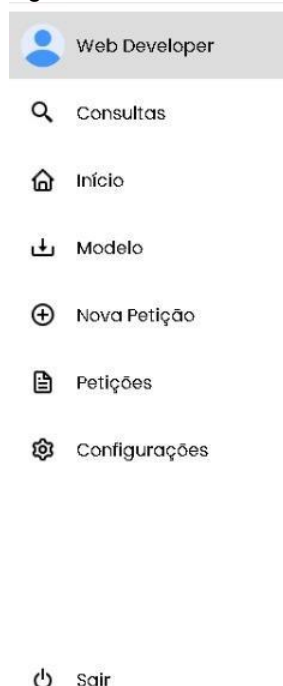 Web Developer
Consultas
Início
Modelo
Nova Petição
Petições
Configurações
Sair